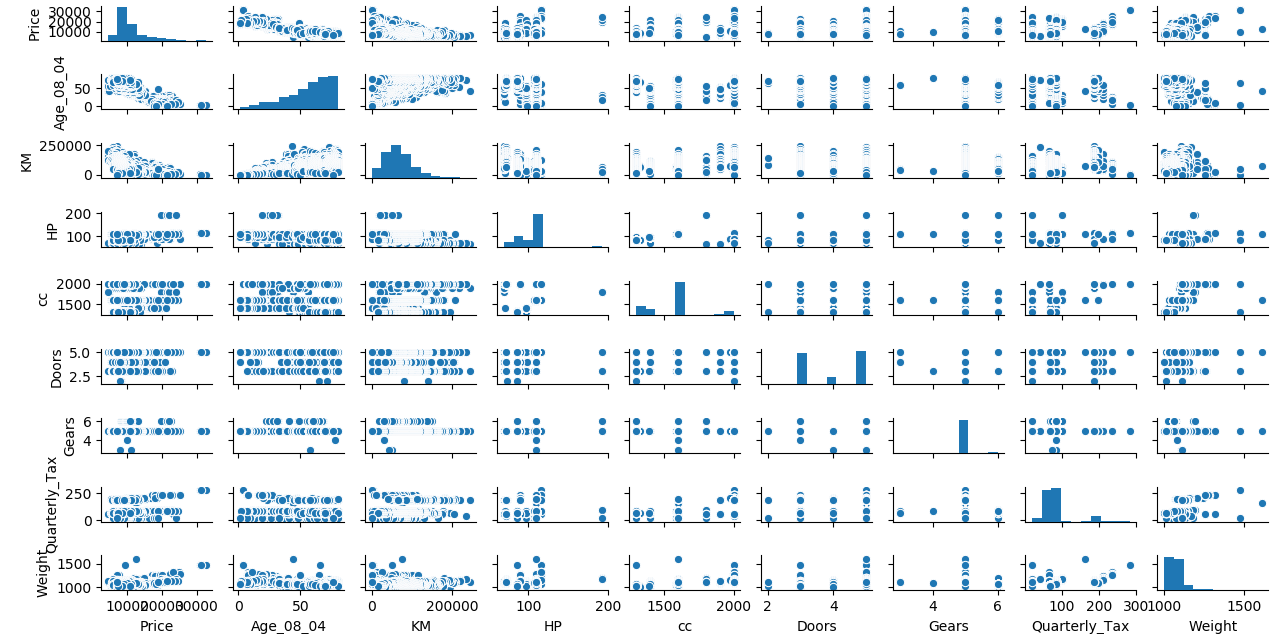 Price
30000
20000
10000
Age_08_04
50
0
KM
250000
0
HP
200
100
cc
2000
1500
Doors
5.0
2.5
Gears
6
4
Quarterly_Tax
250
0
Weight
1500
1000
10000 20000 30000 0 50 0 200000 100 200 1500 2000 2 4 4 6 100 200 300 1000 1500
Price Age_08_04 KM HP cc Doors Gears Quarterly_Tax Weight